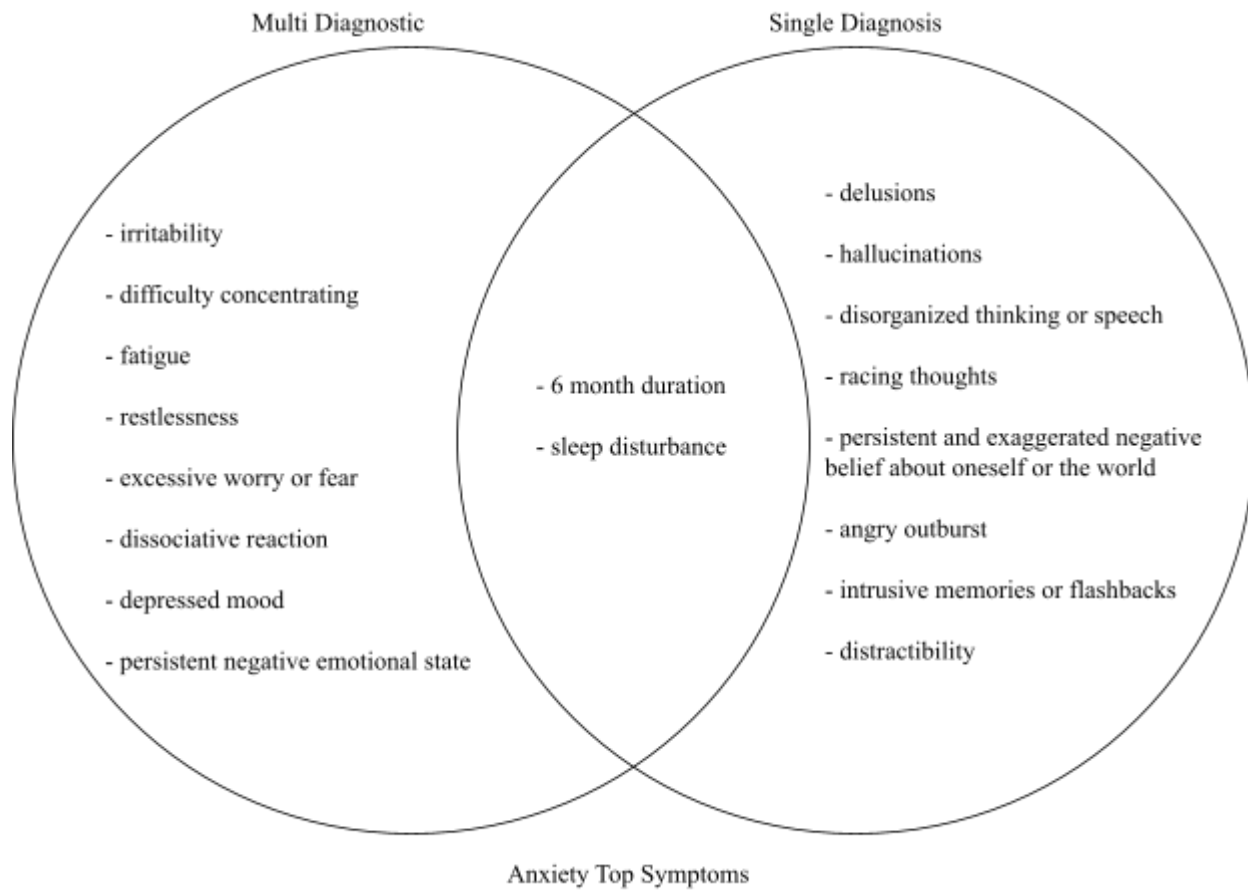 Multi Diagnostic
Single Diagnosis
- irritability
- difficulty concentrating
- fatigue
- restlessness
- excessive worry or fear
- dissociative reaction
- depressed mood
- persistent negative emotional state
- 6 month duration
- sleep disturbance
- delusions
- hallucinations
- disorganized thinking or speech
- racing thoughts
- persistent and exaggerated negative
belief about oneself or the world
- angry outburst
- intrusive memories or flashbacks
- distractibility
Anxiety Top Symptoms